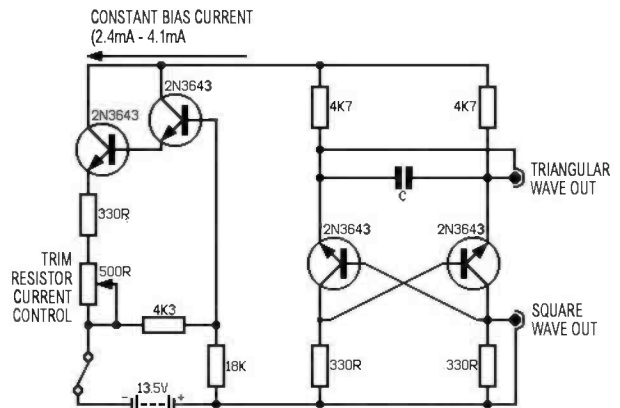 CONSTANT BIAS CURRENT
(2.4mA - 4.1mA
2N3643
2N3643
4K7
4K7
TRIANGULAR
WAVE OUT
C
330R
2N3643
2N3643
TRIM
RESISTOR
CURRENT
CONTROL
500R
4K3
SQUARE
WAVE OUT
18K
330R
330R
- 13.5V +